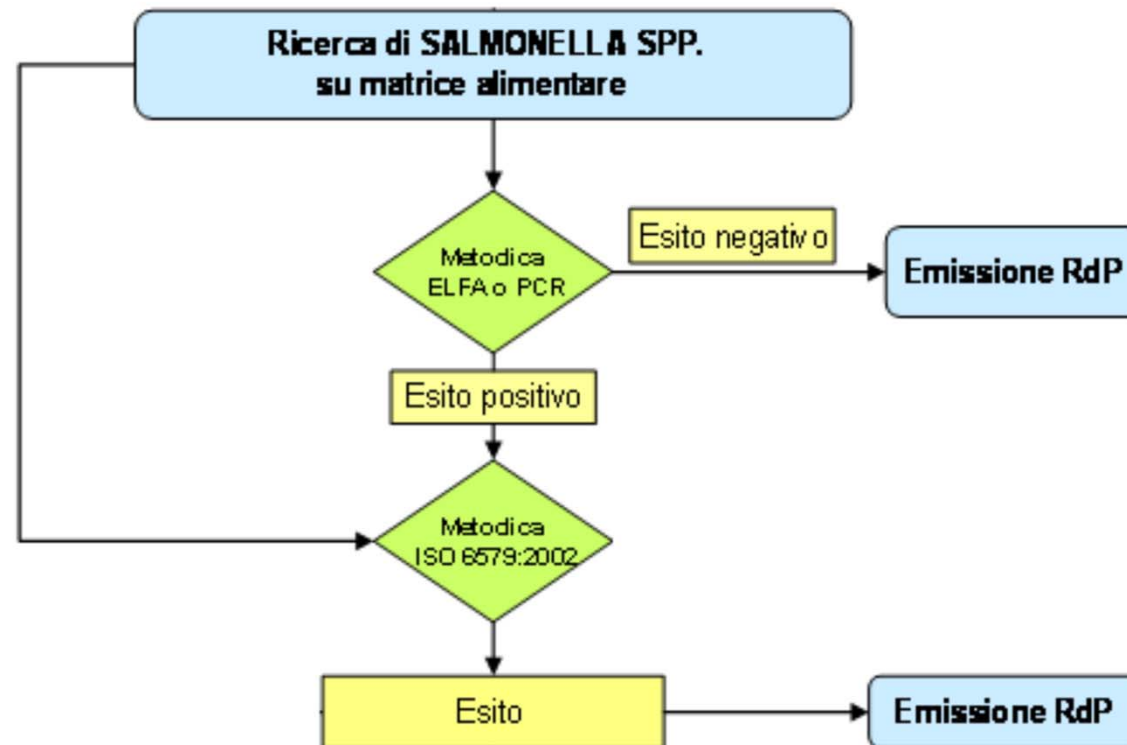 Ricerca di SALMONELLA SPP.
su matrice alimentare
Metodica
ELFA o PCR
Esito negativo
Emissione RdP
Esito positivo
Metodica
ISO 6579:2002
Esito
Emissione RdP